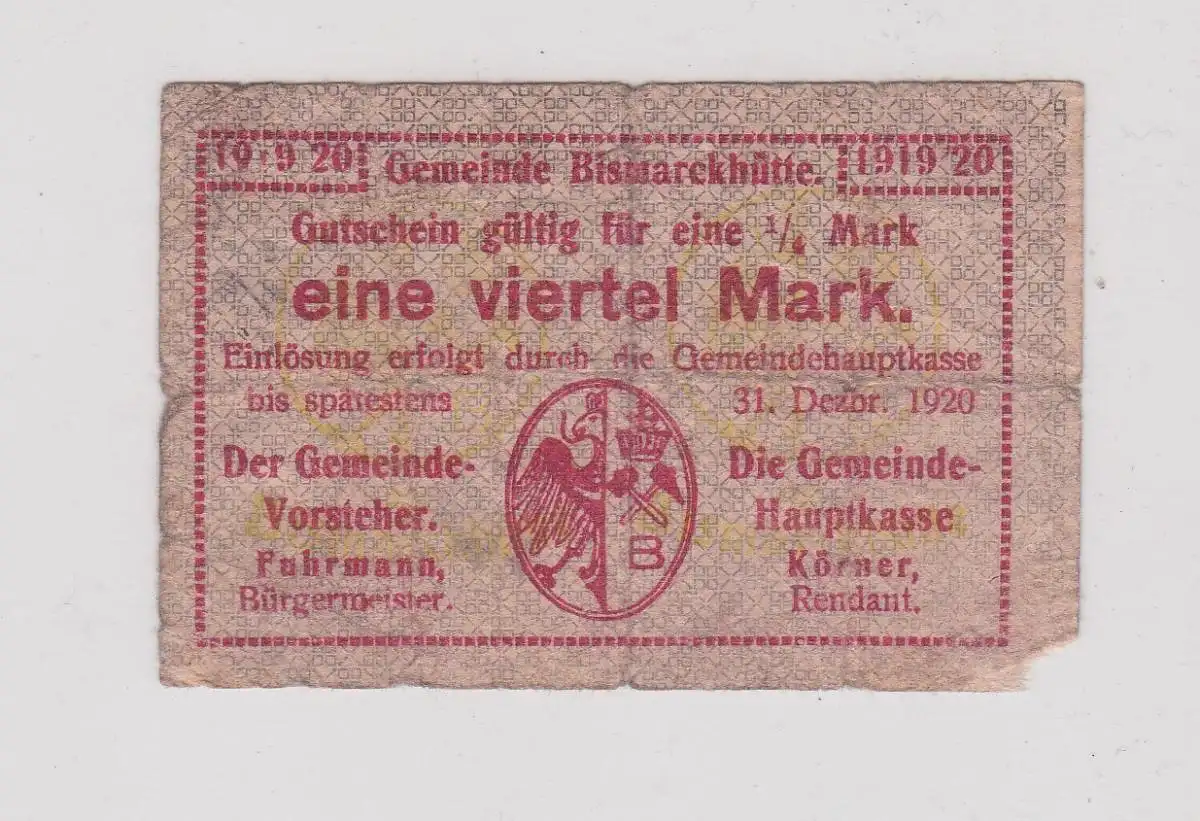 1919 20 Gemeinde Bismarckhütte. 1919 20
Gutschein gültig für eine 1/4 Mark
eine viertel Mark.
Einlösung erfolgt durch die Gemeindehauptkasse
bis spätestens 31. Dezbr. 1920
Der Gemeinde- Die Gemeinde-
Vorsteher. Hauptkasse
Fuhrmann, Körner,
Bürgermeister. Rendant.
B